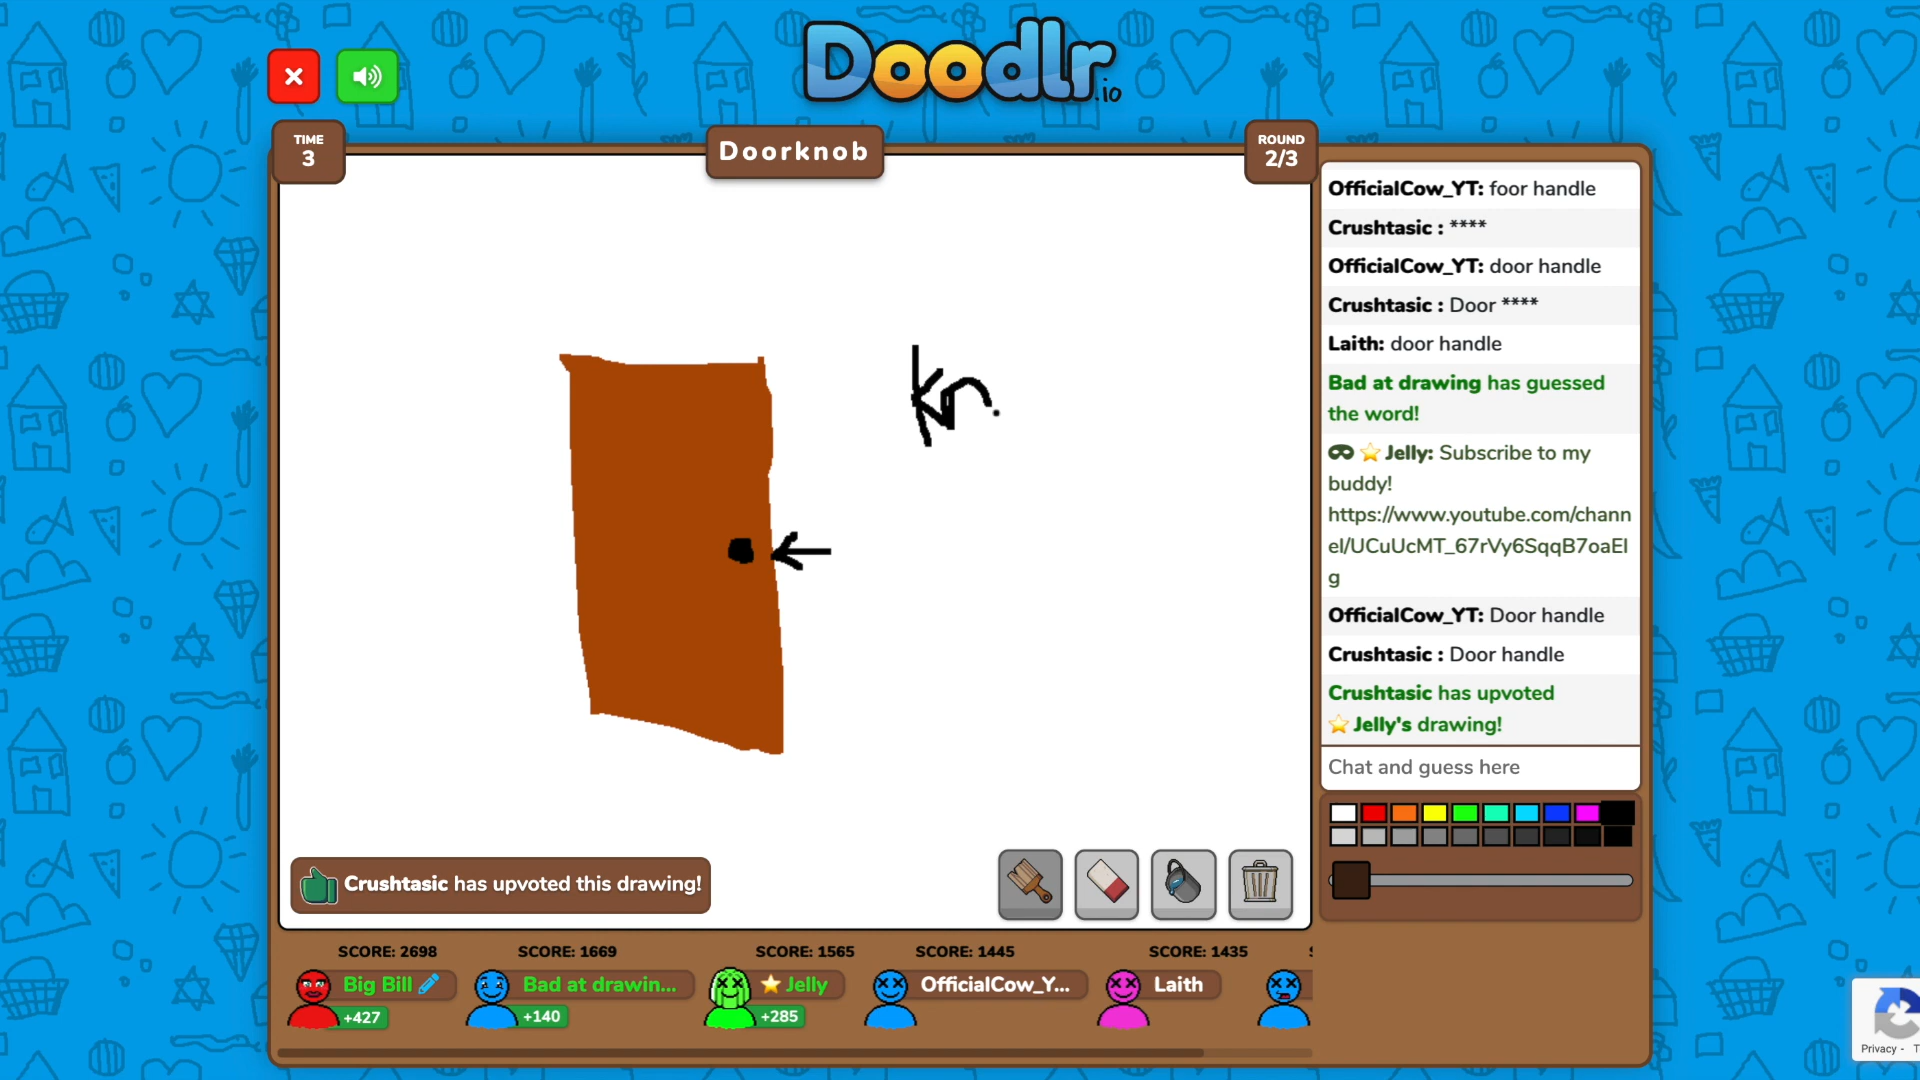 Doodlr.io
TIME
3
Doorknob
ROUND
2/3
kn
OfficialCow_YT: foor handle
Crushtasic : ****
OfficialCow_YT: door handle
Crushtasic : Door ****
Laith: door handle
Bad at drawing has guessed
the word!
Jelly: Subscribe to my
buddy!
https://www.youtube.com/chann
el/UCuUcMT_67rVy6SqqB7oaEI
g
OfficialCow_YT: Door handle
Crushtasic : Door handle
Crushtasic has upvoted
Jelly's drawing!
Chat and guess here
Crushtasic has upvoted this drawing!
SCORE: 2698
SCORE: 1669
SCORE: 1565
SCORE: 1445
SCORE: 1435
Big Bill
Bad at drawin...
Jelly
OfficialCow_Y...
Laith
+427
+140
+285
Privacy -